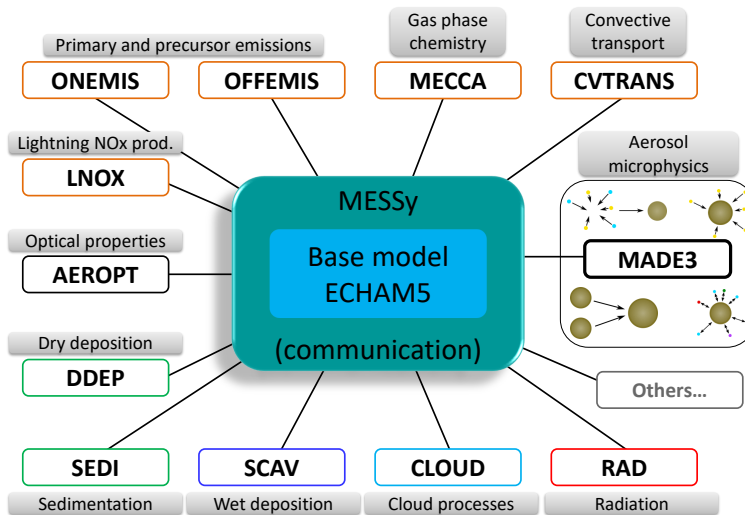 Primary and precursor emissions
Gas phase
chemistry
Convective
transport
ONEMIS
OFFEMIS
MECCA
CVTRANS
Lightning NOx prod.
LNOX
Aerosol
microphysics
MESSy
Base model
ECHAM5
(communication)
MADE3
Optical properties
AEROPT
Dry deposition
DDEP
Others...
SEDI
SCAV
CLOUD
RAD
Sedimentation
Wet deposition
Cloud processes
Radiation